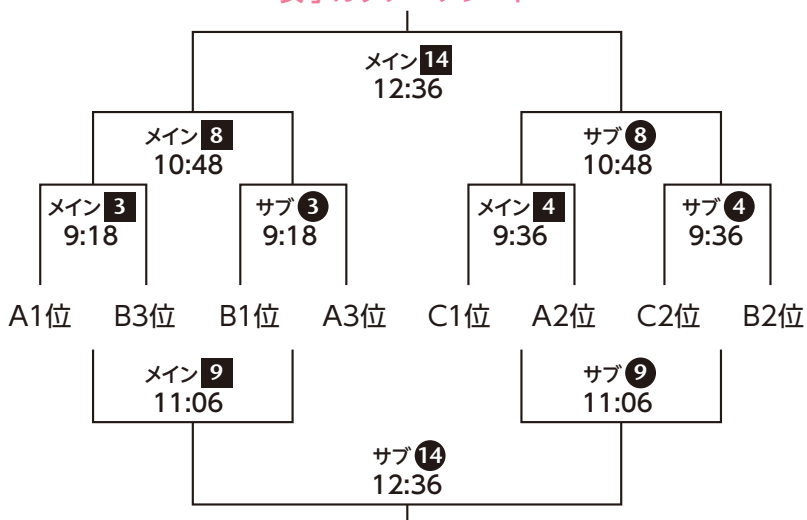 メイン 14
12:36
メイン 8
サブ 8
10:48
10:48
メイン 3
サブ 3
メイン 4
サブ 4
9:18
9:18
9:36
9:36
A1位 B3位 B1位 A3位 C1位 A2位 C2位 B2位
メイン 9
サブ 9
11:06
11:06
サブ 14
12:36